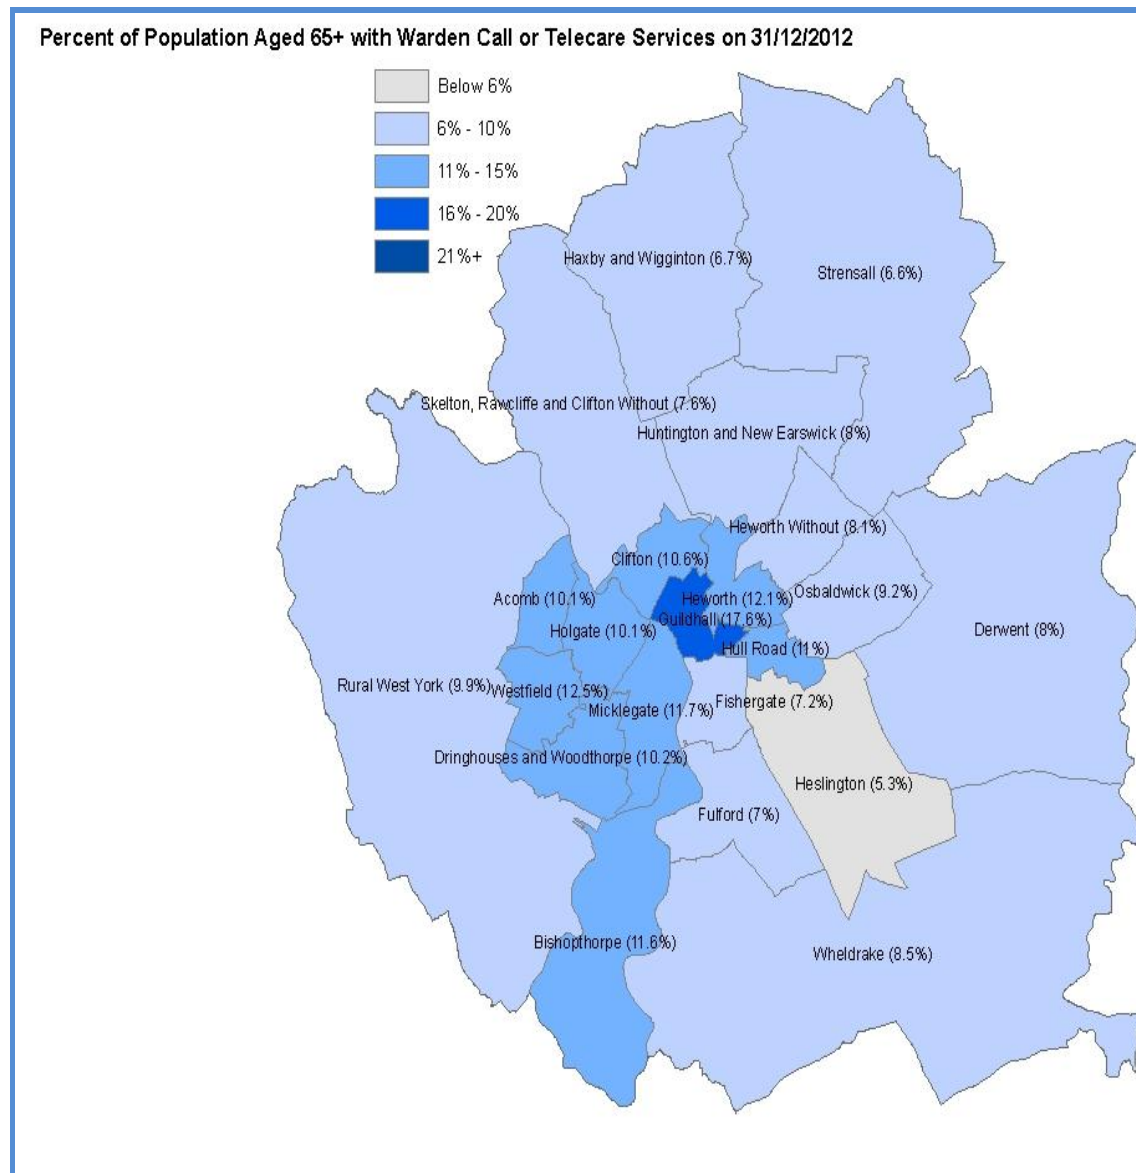 Percent of Population Aged 65+ with Warden Call or Telecare Services on 31/12/2012
Below 6%
6% - 10%
11% - 15%
16% - 20%
21%+
Haxby and Wigginton (6.7%)
Strensall (6.6%)
Skelton, Rawcliffe and Clifton Without (7.6%)
Huntington and New Earswick (8%)
Heworth Without (8.1%)
Clifton (10.6%)
Osbaldwick (9.2%)
Acomb (10.1%)
Heworth (12.1%)
Guildhall (17.6%)
Holgate (10.1%)
Derwent (8%)
Hull Road (11%)
Rural West York (9.9%)
Westfield (12.5%)
Fishergate (7.2%)
Micklegate (11.7%)
Dringhouses and Woodthorpe (10.2%)
Heslington (5.3%)
Fulford (7%)
Bishopthorpe (11.6%)
Wheldrake (8.5%)